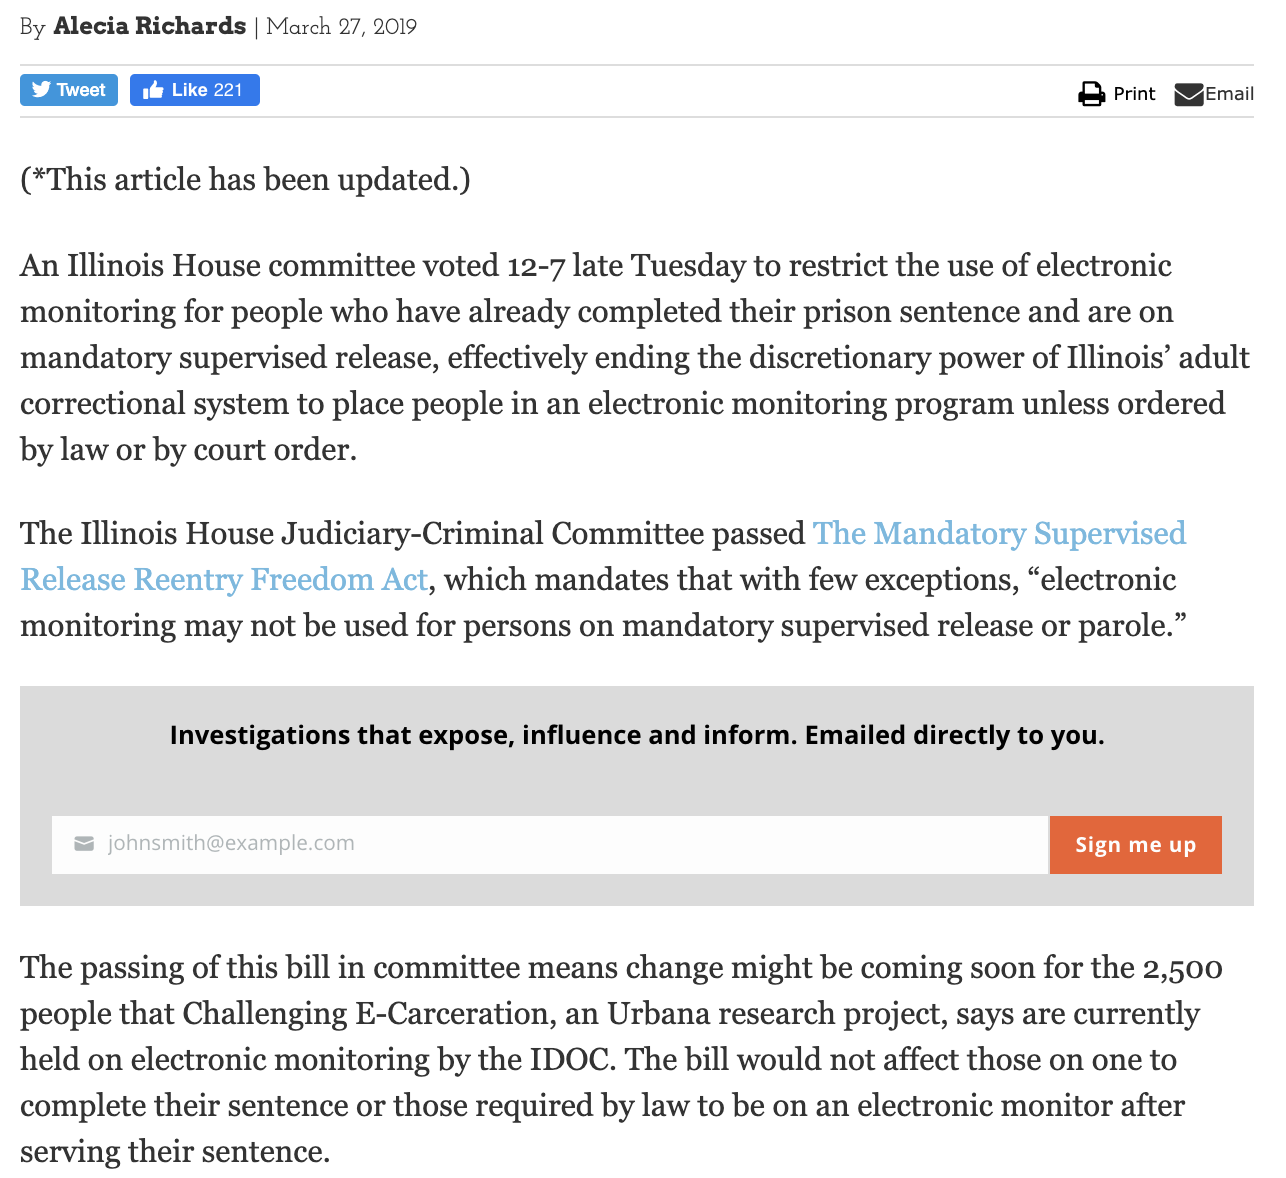 By Alecia Richards | March 27, 2019
Tweet
Like 221
Print
Email
(*This article has been updated.)
An Illinois House committee voted 12-7 late Tuesday to restrict the use of electronic
monitoring for people who have already completed their prison sentence and are on
mandatory supervised release, effectively ending the discretionary power of Illinois’ adult
correctional system to place people in an electronic monitoring program unless ordered
by law or by court order.
The Illinois House Judiciary-Criminal Committee passed The Mandatory Supervised
Release Reentry Freedom Act, which mandates that with few exceptions, “electronic
monitoring may not be used for persons on mandatory supervised release or parole.”
Investigations that expose, influence and inform. Emailed directly to you.
johnsmith@example.com
Sign me up
The passing of this bill in committee means change might be coming soon for the 2,500
people that Challenging E-Carceration, an Urbana research project, says are currently
held on electronic monitoring by the IDOC. The bill would not affect those on one to
complete their sentence or those required by law to be on an electronic monitor after
serving their sentence.